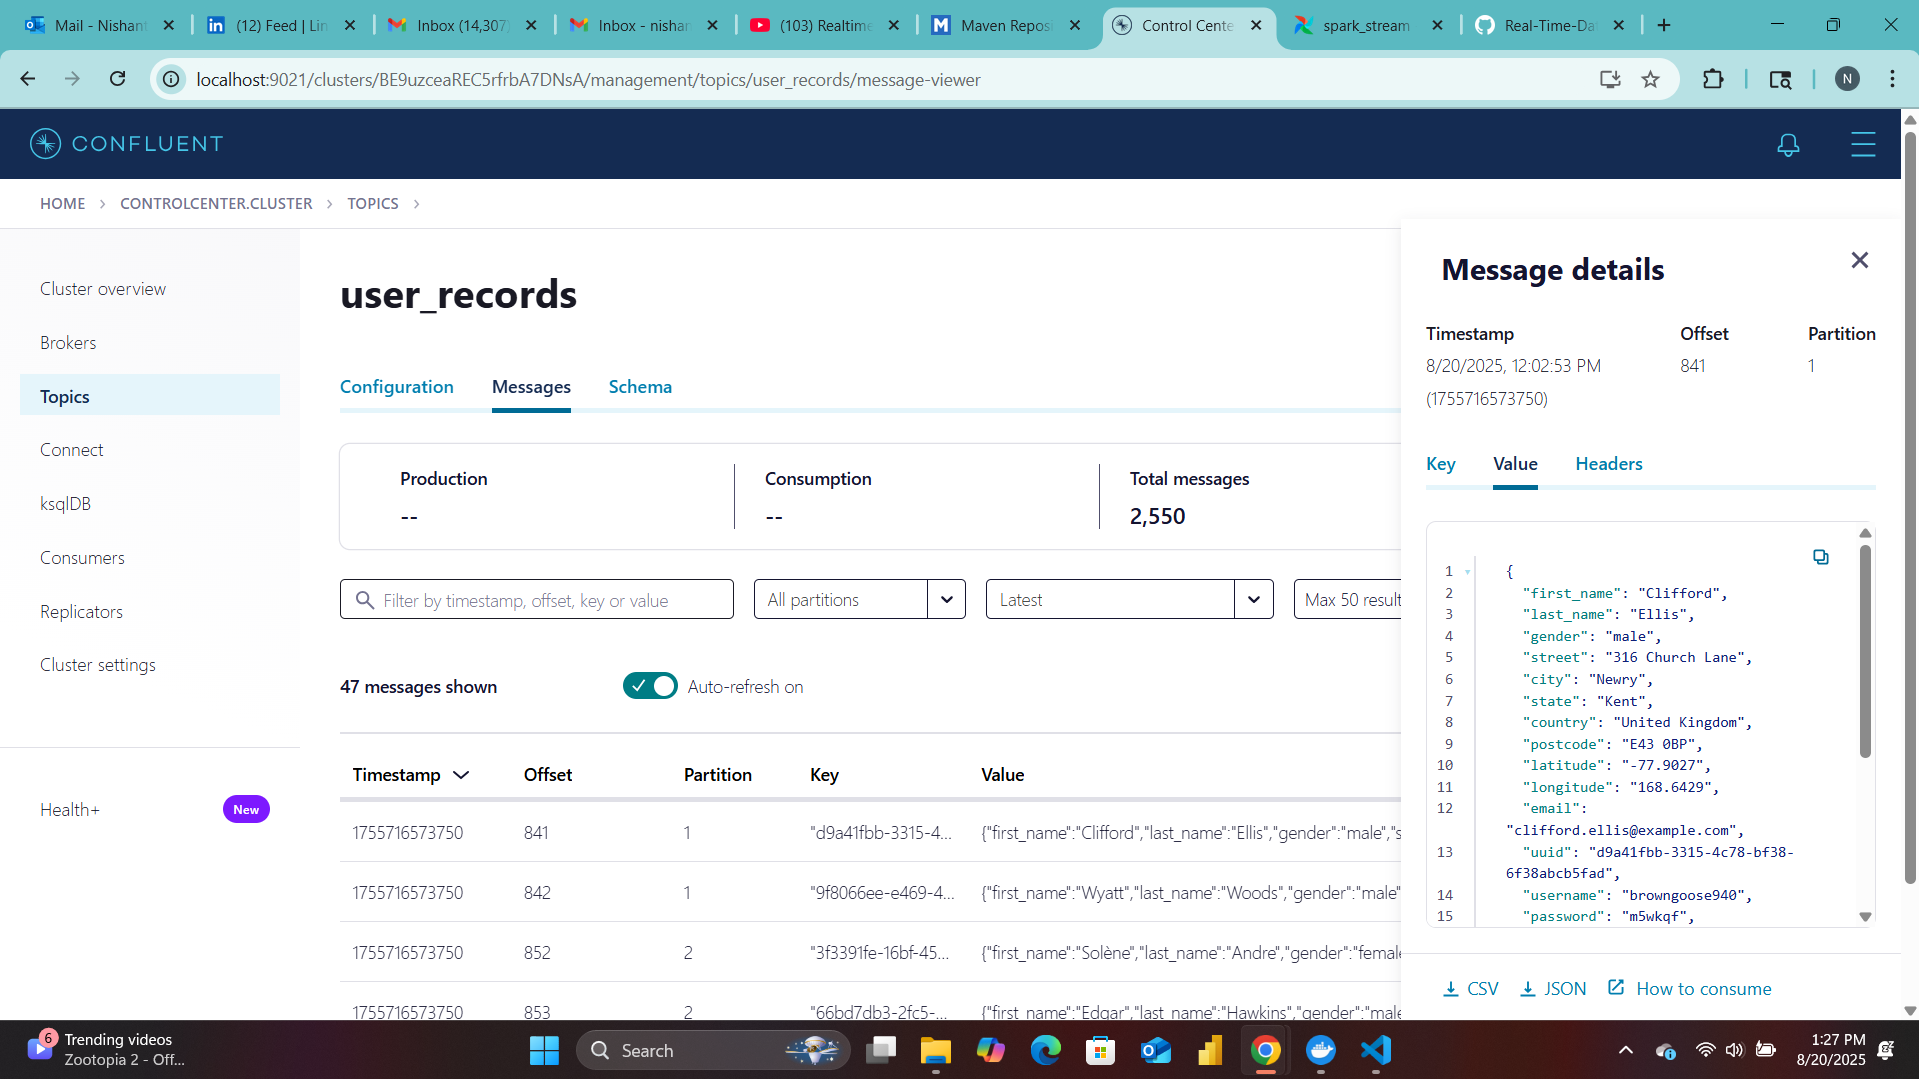 Mail - Nishant
(12) Feed | Lin
Inbox (14,307)
Inbox - nishan
(103) Realtime
Maven Reposi
Control Cente
spark_stream
Real-Time-Da
localhost:9021/clusters/BE9uzceaREC5rfrbA7DNsA/management/topics/user_records/message-viewer
N
CONFLUENT
HOME > CONTROLCENTER.CLUSTER > TOPICS >
Cluster overview
Brokers
Topics
Connect
ksqlDB
Consumers
Replicators
Cluster settings
Health+
New
user_records
Configuration
Messages
Schema
Production
--
Consumption
--
Total messages
2,550
Filter by timestamp, offset, key or value
All partitions
Latest
Max 50 result
47 messages shown
Auto-refresh on
Timestamp Offset Partition Key Value
1755716573750 841 1 "d9a41fbb-3315-4... {"first_name":"Clifford","last_name":"Ellis","gender":"male","s
1755716573750 842 1 "9f8066ee-e469-4... {"first_name":"Wyatt","last_name":"Woods","gender":"male"
1755716573750 852 2 "3f3391fe-16bf-45... {"first_name":"Solène","last_name":"Andre","gender":"female
1755716573750 853 2 "66bd7db3-2fc5-... {"first_name":"Edgar","last_name":"Hawkins","gender":"male
Message details
Timestamp
8/20/2025, 12:02:53 PM
(1755716573750)
Offset
841
Partition
1
Key
Value
Headers
1 {
2 "first_name": "Clifford",
3 "last_name": "Ellis",
4 "gender": "male",
5 "street": "316 Church Lane",
6 "city": "Newry",
7 "state": "Kent",
8 "country": "United Kingdom",
9 "postcode": "E43 0BP",
10 "latitude": "-77.9027",
11 "longitude": "168.6429",
12 "email":
"clifford.ellis@example.com",
13 "uuid": "d9a41fbb-3315-4c78-bf38-
6f38abcb5fad",
14 "username": "browngoose940",
15 "password": "m5wkqf",
CSV
JSON
How to consume
6
Trending videos
Zootopia 2 - Off...
Search
1:27 PM
8/20/2025